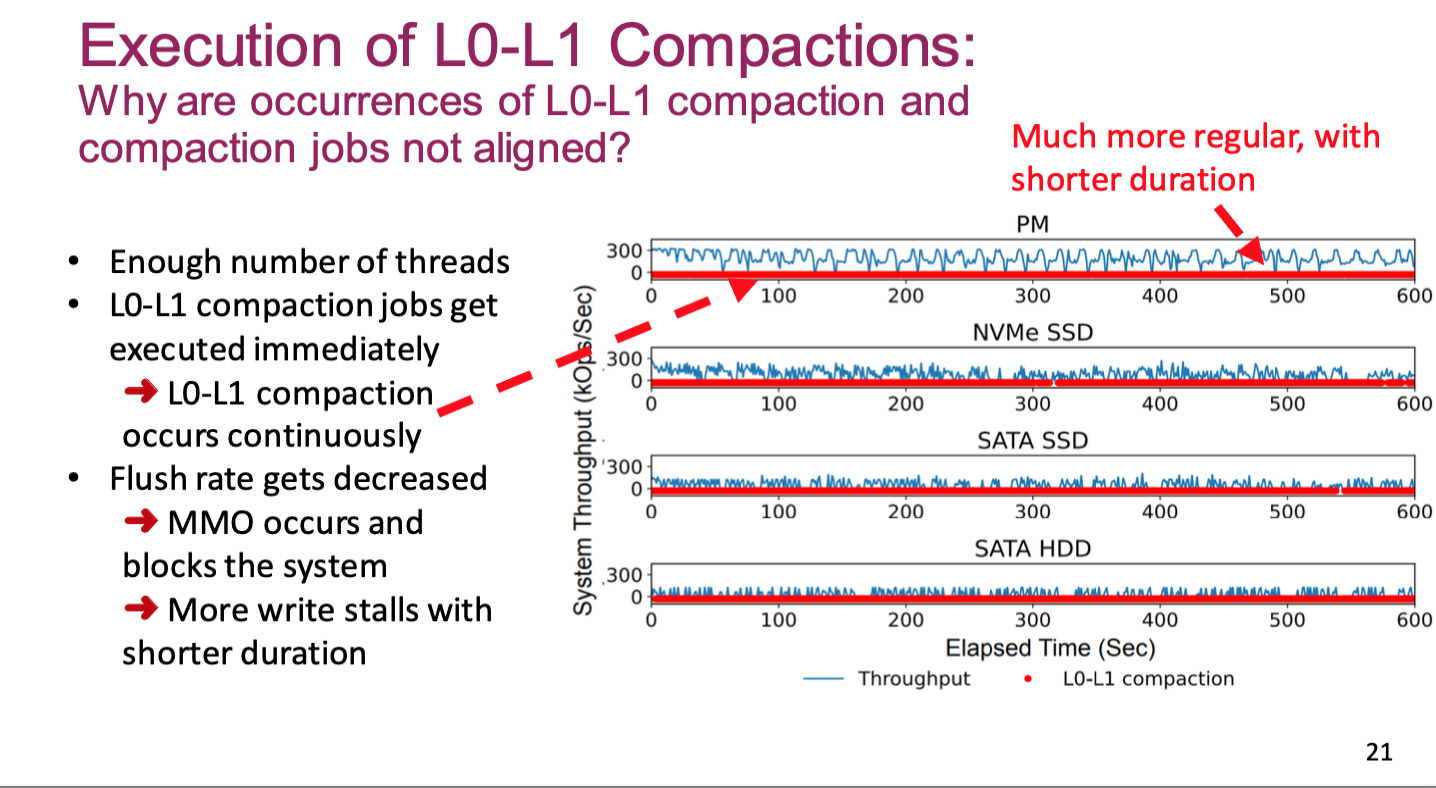 Execution of L0-L1 Compactions:
Why are occurrences of L0-L1 compaction and
compaction jobs not aligned?
Much more regular, with
shorter duration
• Enough number of threads
• L0-L1 compaction jobs get
executed immediately
➜ L0-L1 compaction
occurs continuously
• Flush rate gets decreased
➜ MMO occurs and
blocks the system
➜ More write stalls with
shorter duration
System Throughput (kOps/Sec)
PM
300
0
0 100 200 300 400 500 600
NVMe SSD
300
0
0 100 200 300 400 500 600
SATA SSD
300
0
0 100 200 300 400 500 600
SATA HDD
300
0
0 100 200 300 400 500 600
Elapsed Time (Sec)
Throughput L0-L1 compaction
21